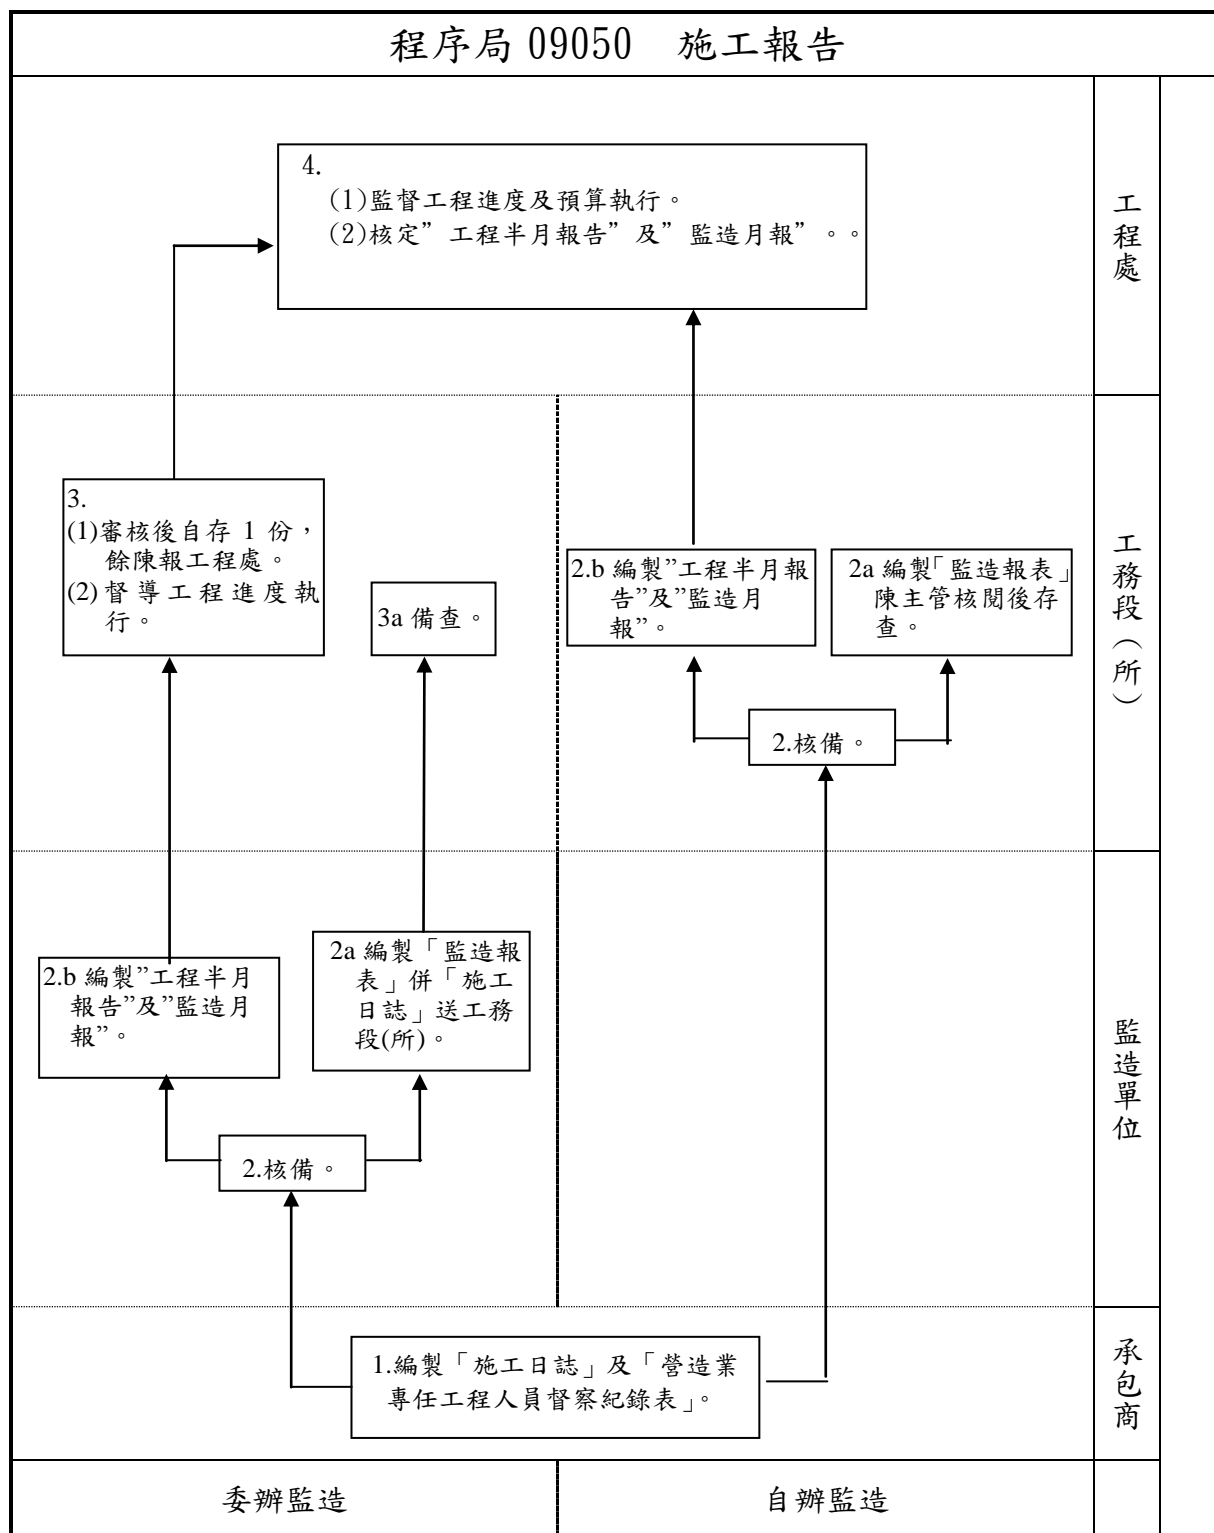 程序局 09050　施工報告
4.
(1)監督工程進度及預算執行。
(2)核定”工程半月報告”及”監造月報”。。
工程處
3.
(1)審核後自存 1 份，
餘陳報工程處。
(2)督導工程進度執
行。
3a 備查。
2.b 編製”工程半月報
告”及”監造月
報”。
2a 編製「監造報表」
陳主管核閱後存
查。
2.核備。
工務段（所）
2.b 編製”工程半月
報告”及”監造月
報”。
2a 編製「監造報
表」併「施工
日誌」送工務
段(所)。
2.核備。
監造單位
1.編製「施工日誌」及「營造業
專任工程人員督察紀錄表」。
承包商
委辦監造
自辦監造